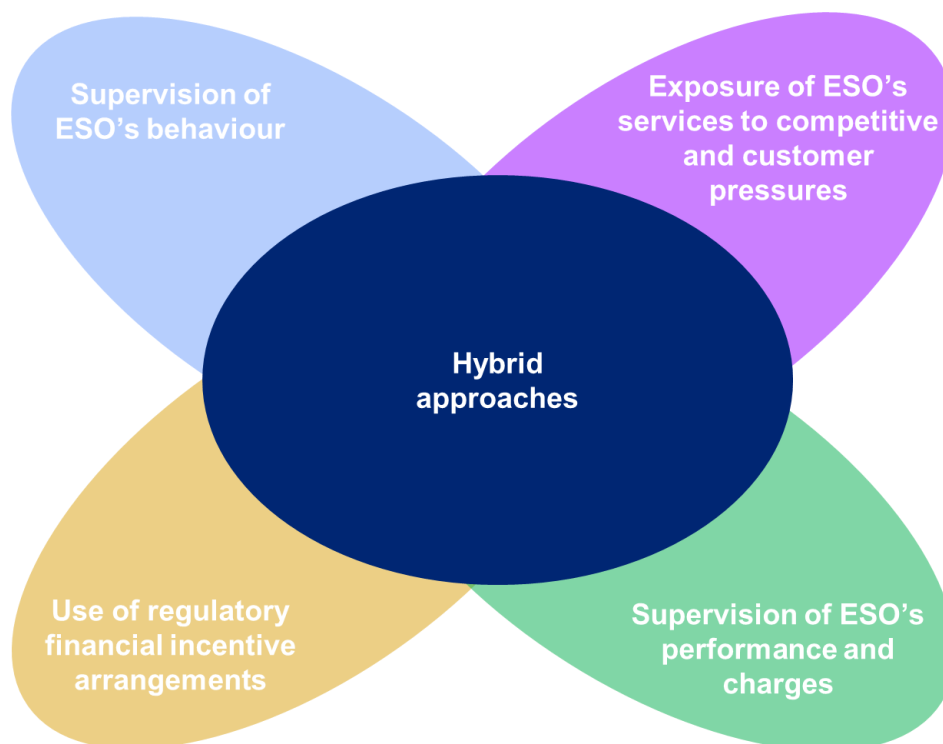 Supervision of
ESO's behaviour
Exposure of ESO's
services to competitive
and customer
pressures
Hybrid
approaches
Use of regulatory
financial incentive
arrangements
Supervision of ESO's
performance and
charges